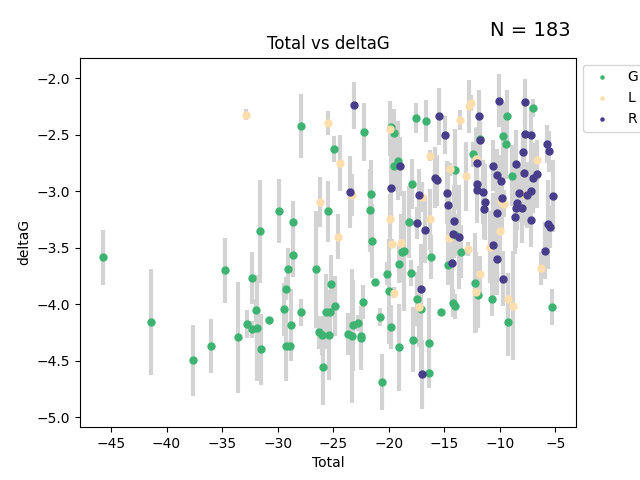 N = 183
Total vs deltaG
G
L
R
deltaG
−2.0
−2.5
−3.0
−3.5
−4.0
−4.5
−5.0
−45 −40 −35 −30 −25 −20 −15 −10 −5
Total